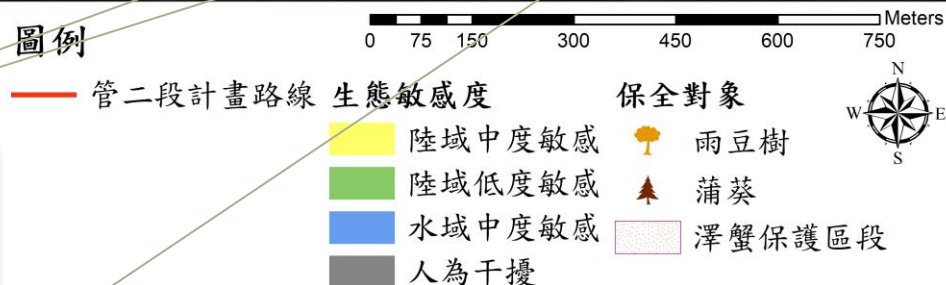 圖例
Meters
0 75 150 300 450 600 750
管二段計畫路線
生態敏感度
陸域中度敏感
陸域低度敏感
水域中度敏感
人為干擾
保全對象
雨豆樹
蒲葵
澤蟹保護區段
N
W E
S